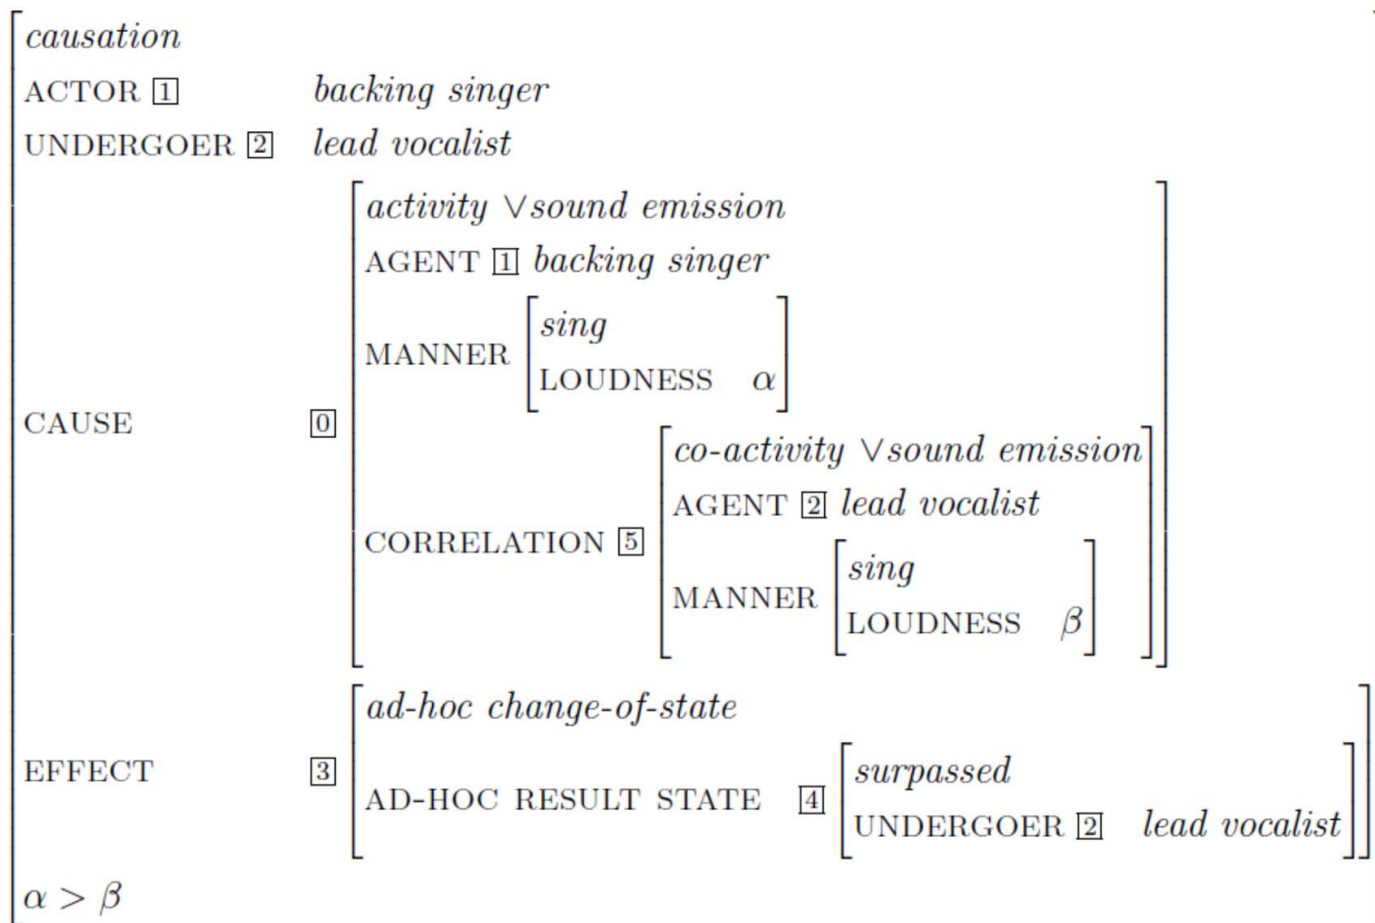 causation
ACTOR 1 backing singer
UNDERGOER 2 lead vocalist
activity ∨sound emission
AGENT 1 backing singer
sing
MANNER
LOUDNESS α
CAUSE 0
co-activity ∨sound emission
AGENT 2 lead vocalist
CORRELATION 5
sing
MANNER
LOUDNESS β
ad-hoc change-of-state
EFFECT 3
surpassed
AD-HOC RESULT STATE 4
UNDERGOER 2 lead vocalist
α > β